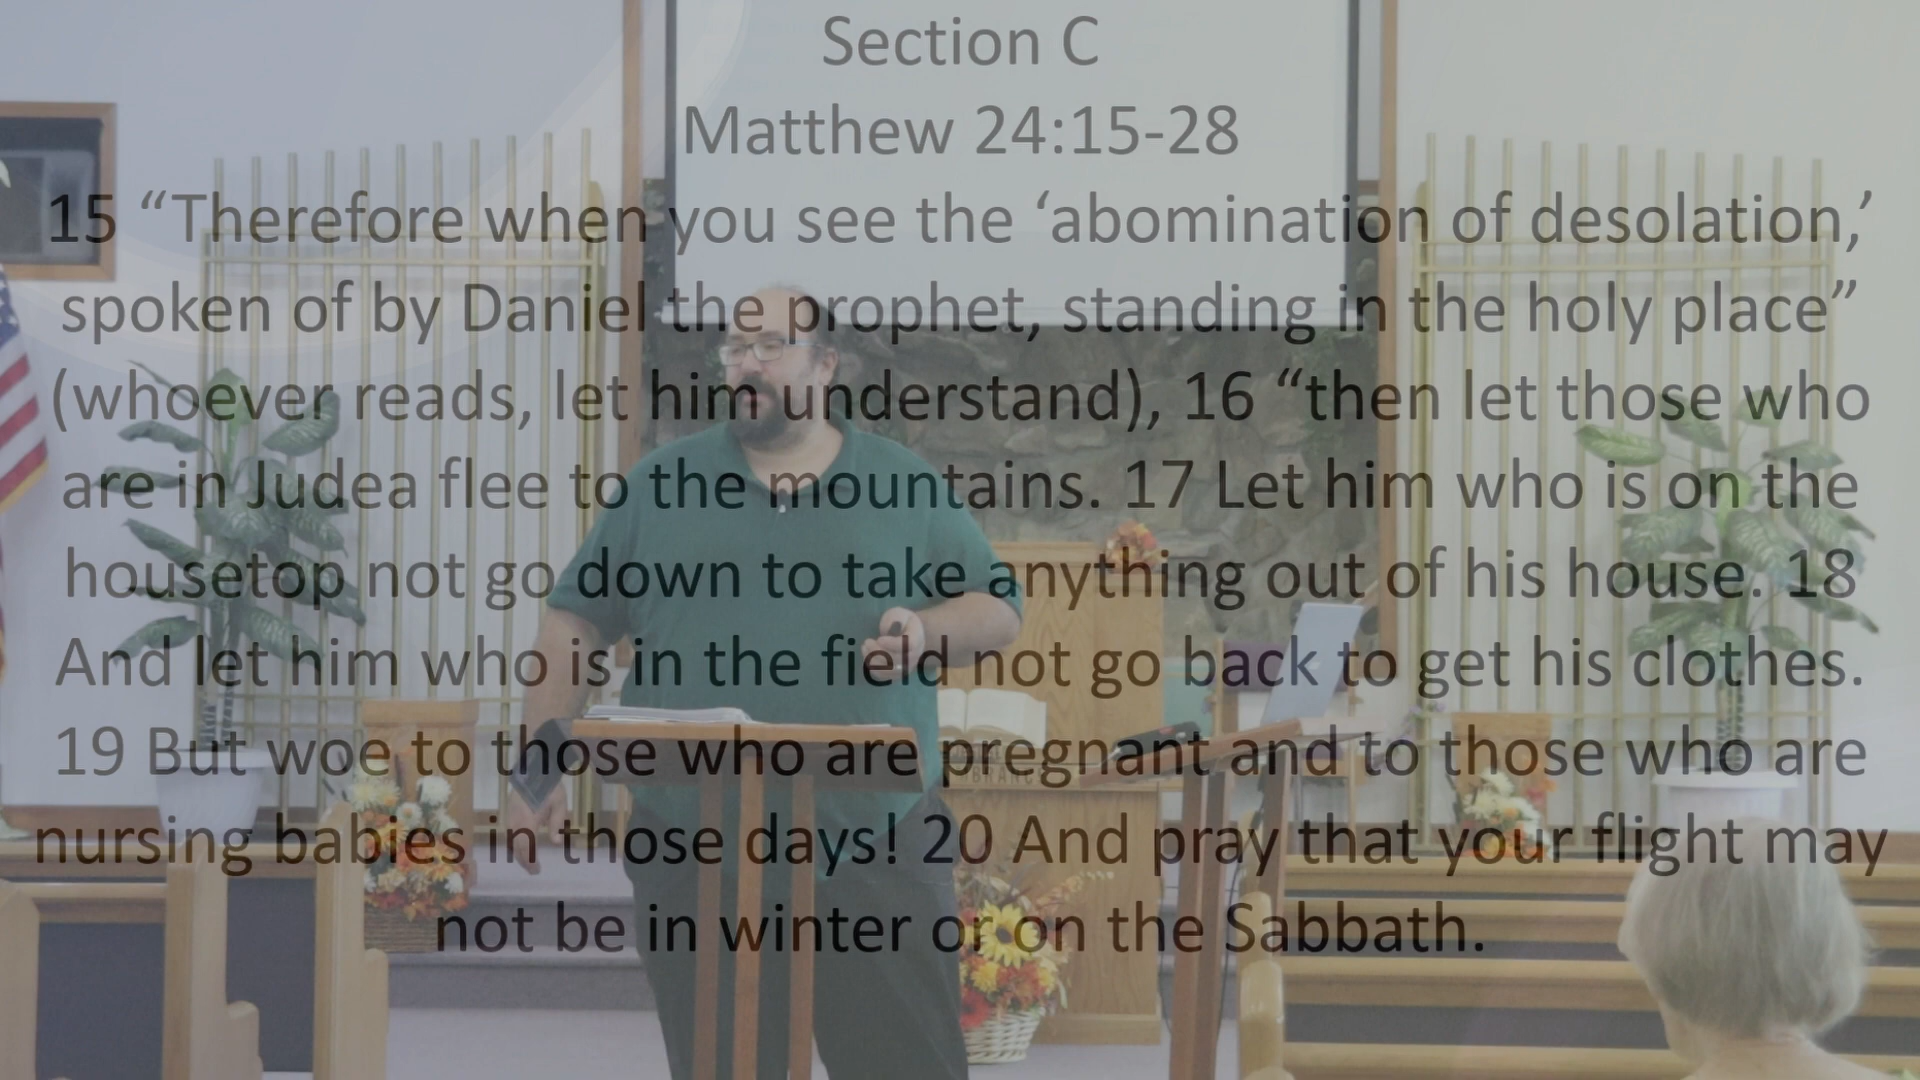 Section C
Matthew 24:15-28
15 “Therefore when you see the ‘abomination of desolation,’
spoken of by Daniel the prophet, standing in the holy place”
(whoever reads, let him understand), 16 “then let those who
are in Judea flee to the mountains. 17 Let him who is on the
housetop not go down to take anything out of his house. 18
And let him who is in the field not go back to get his clothes.
19 But woe to those who are pregnant and to those who are
nursing babies in those days! 20 And pray that your flight may
not be in winter or on the Sabbath.